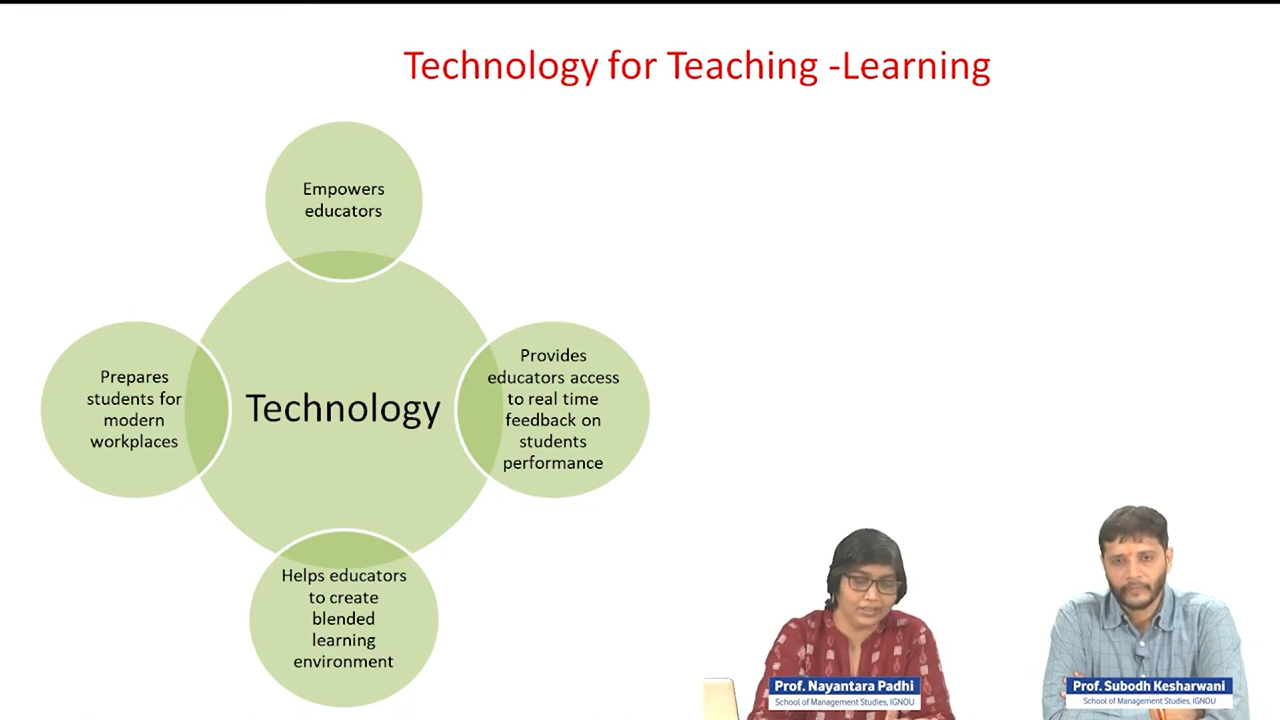 Technology for Teaching -Learning
Empowers
educators
Prepares
students for
modern
workplaces
Technology
Provides
educators access
to real time
feedback on
students
performance
Helps educators
to create
blended
learning
environment
Prof. Nayantara Padhi
School of Management Studies, IGNOU
Prof. Subodh Kesharwani
School of Management Studies, IGNOU